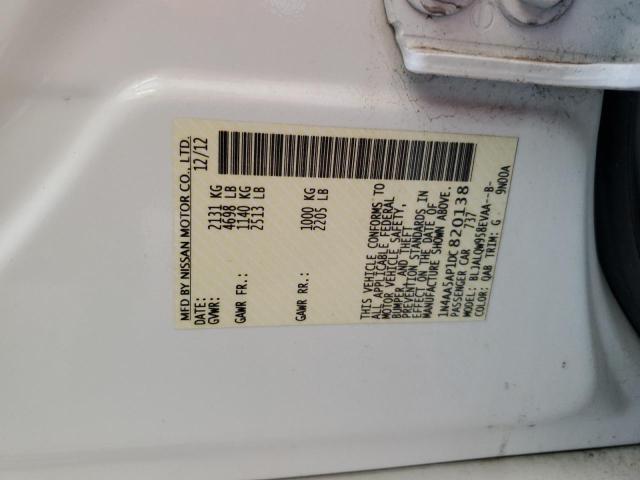 MFD BY NISSAN MOTOR CO., LTD.
DATE: 12/12
GVWR: 2131 KG
4698 LB
GAWR FR.: 1140 KG
2513 LB
GAWR RR.: 1000 KG
2205 LB
THIS VEHICLE CONFORMS TO
ALL APPLICABLE FEDERAL
MOTOR VEHICLE SAFETY,
BUMPER, AND THEFT
PREVENTION STANDARDS IN
EFFECT ON THE DATE OF
MANUFACTURE SHOWN ABOVE.
1N4AA5AP1DC820138
PASSENGER CAR 737
MODEL: BLJALQW958EVAA--B-
COLOR: QAB TRIM: G 9N00A